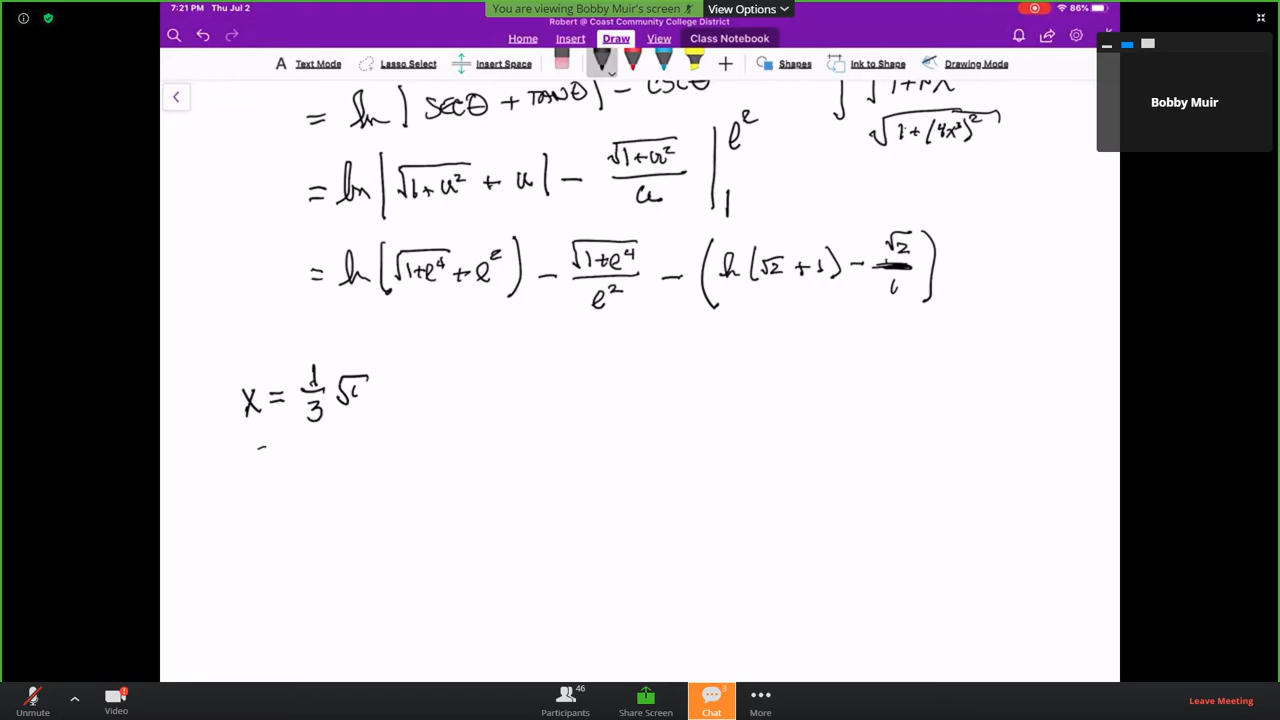 7:21 PM Thu Jul 2
You are viewing Bobby Muir's screen
View Options
86%
Robert @ Coast Community College District
Home Insert Draw View Class Notebook
Text Mode Lasso Select Insert Space Shapes Ink to Shape Drawing Mode
Bobby Muir
= ln | SECθ + TANθ | - CSCθ
√1+(4x³)²
= ln | √1+u² + u | - √1+u² / u | e² 1
= ln ( √1+e⁴ + e² ) - √1+e⁴ / e² - ( ln (√2 + 1) - √2 / 1 )
x = 1/3 √
Unmute Video 46 Participants Share Screen 3 Chat More Leave Meeting